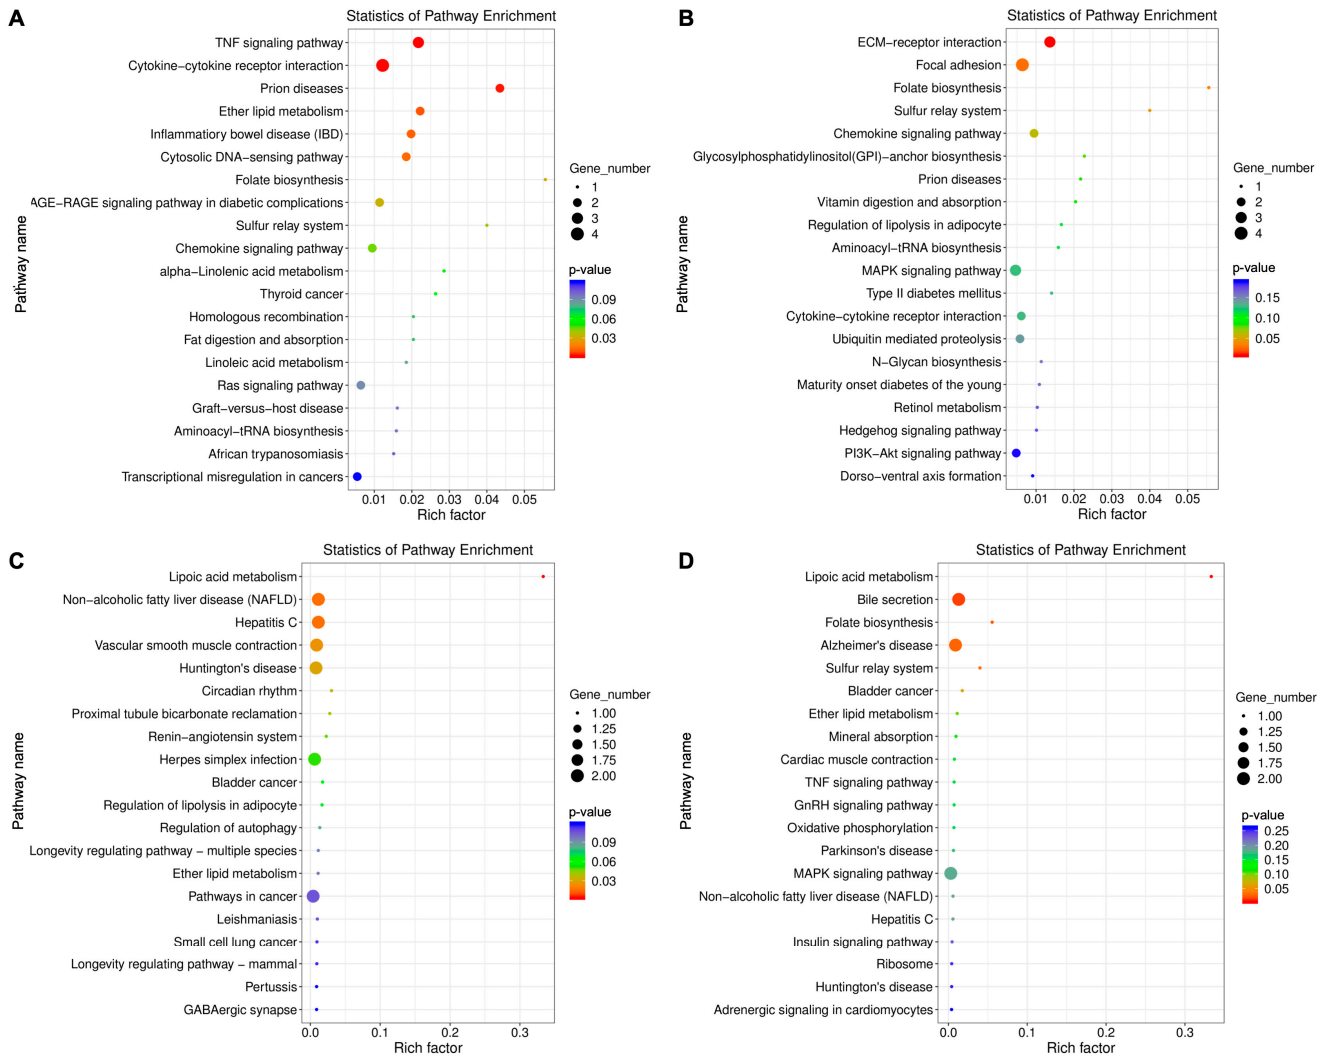 A
Statistics of Pathway Enrichment
TNF signaling pathway
Cytokine−cytokine receptor interaction
Prion diseases
Ether lipid metabolism
Inflammatory bowel disease (IBD)
Cytosolic DNA−sensing pathway
Folate biosynthesis
AGE−RAGE signaling pathway in diabetic complications
Sulfur relay system
Chemokine signaling pathway
alpha−Linolenic acid metabolism
Thyroid cancer
Homologous recombination
Fat digestion and absorption
Linoleic acid metabolism
Ras signaling pathway
Graft−versus−host disease
Aminoacyl−tRNA biosynthesis
African trypanosomiasis
Transcriptional misregulation in cancers
Pathway name
0.01 0.02 0.03 0.04 0.05
Rich factor
Gene_number
1
2
3
4
p-value
0.09
0.06
0.03
B
Statistics of Pathway Enrichment
ECM−receptor interaction
Focal adhesion
Folate biosynthesis
Sulfur relay system
Chemokine signaling pathway
Glycosylphosphatidylinositol(GPI)−anchor biosynthesis
Prion diseases
Vitamin digestion and absorption
Regulation of lipolysis in adipocyte
Aminoacyl−tRNA biosynthesis
MAPK signaling pathway
Type II diabetes mellitus
Cytokine−cytokine receptor interaction
Ubiquitin mediated proteolysis
N−Glycan biosynthesis
Maturity onset diabetes of the young
Retinol metabolism
Hedgehog signaling pathway
PI3K−Akt signaling pathway
Dorso−ventral axis formation
Pathway name
0.01 0.02 0.03 0.04 0.05
Rich factor
Gene_number
1
2
3
4
p-value
0.15
0.10
0.05
C
Statistics of Pathway Enrichment
Lipoic acid metabolism
Non−alcoholic fatty liver disease (NAFLD)
Hepatitis C
Vascular smooth muscle contraction
Huntington's disease
Circadian rhythm
Proximal tubule bicarbonate reclamation
Renin−angiotensin system
Herpes simplex infection
Bladder cancer
Regulation of lipolysis in adipocyte
Regulation of autophagy
Longevity regulating pathway − multiple species
Ether lipid metabolism
Pathways in cancer
Leishmaniasis
Small cell lung cancer
Longevity regulating pathway − mammal
Pertussis
GABAergic synapse
Pathway name
0.0 0.1 0.2 0.3
Rich factor
Gene_number
1.00
1.25
1.50
1.75
2.00
p-value
0.09
0.06
0.03
D
Statistics of Pathway Enrichment
Lipoic acid metabolism
Bile secretion
Folate biosynthesis
Alzheimer's disease
Sulfur relay system
Bladder cancer
Ether lipid metabolism
Mineral absorption
Cardiac muscle contraction
TNF signaling pathway
GnRH signaling pathway
Oxidative phosphorylation
Parkinson's disease
MAPK signaling pathway
Non−alcoholic fatty liver disease (NAFLD)
Hepatitis C
Insulin signaling pathway
Ribosome
Huntington's disease
Adrenergic signaling in cardiomyocytes
Pathway name
0.0 0.1 0.2 0.3
Rich factor
Gene_number
1.00
1.25
1.50
1.75
2.00
p-value
0.25
0.20
0.15
0.10
0.05